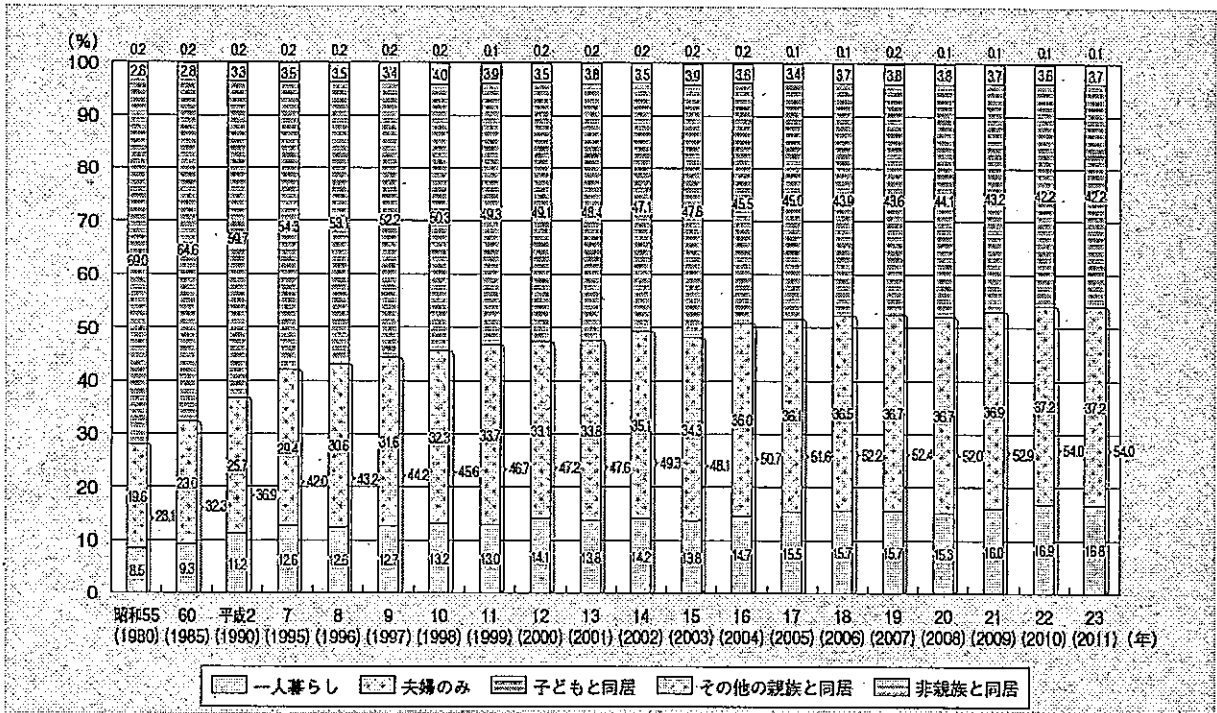 (%)
0.2 0.2 0.2 0.2 0.2 0.2 0.2 0.1 0.2 0.2 0.2 0.2 0.2 0.1 0.1 0.2 0.1 0.1 0.1 0.1
100
2.8 3.3 3.5 3.5 3.4 4.0 3.9 3.5 3.8 3.5 3.9 3.6 3.4 3.7 3.8 3.8 3.7 3.6 3.7
90
80
70
69.0 64.6 59.7 54.3 53.1 52.2 50.3 49.3 49.1 48.4 47.1 47.8 45.5 45.0 43.9 43.6 44.1 43.2 42.2 42.2
60
50
40
30
19.6 23.0 25.7 29.4 30.6 31.6 32.3 33.7 33.1 33.8 35.1 34.3 36.0 36.1 36.5 36.7 36.7 36.9 37.2 37.2
28.1 32.3 36.9 42.0 43.2 44.2 45.6 46.7 47.2 47.6 49.3 48.1 50.7 51.6 52.2 52.4 52.0 52.9 54.0 54.0
20
10
8.5 9.3 11.2 12.6 12.5 12.7 13.2 13.0 14.1 13.8 14.2 13.8 14.7 15.5 15.7 15.7 15.3 16.0 16.9 16.8
0
昭和55 60 平成2 7 8 9 10 11 12 13 14 15 16 17 18 19 20 21 22 23
(1980) (1985) (1990) (1995) (1996) (1997) (1998) (1999) (2000) (2001) (2002) (2003) (2004) (2005) (2006) (2007) (2008) (2009) (2010) (2011) (年)
一人暮らし 夫婦のみ 子どもと同居 その他の親族と同居 非親族と同居